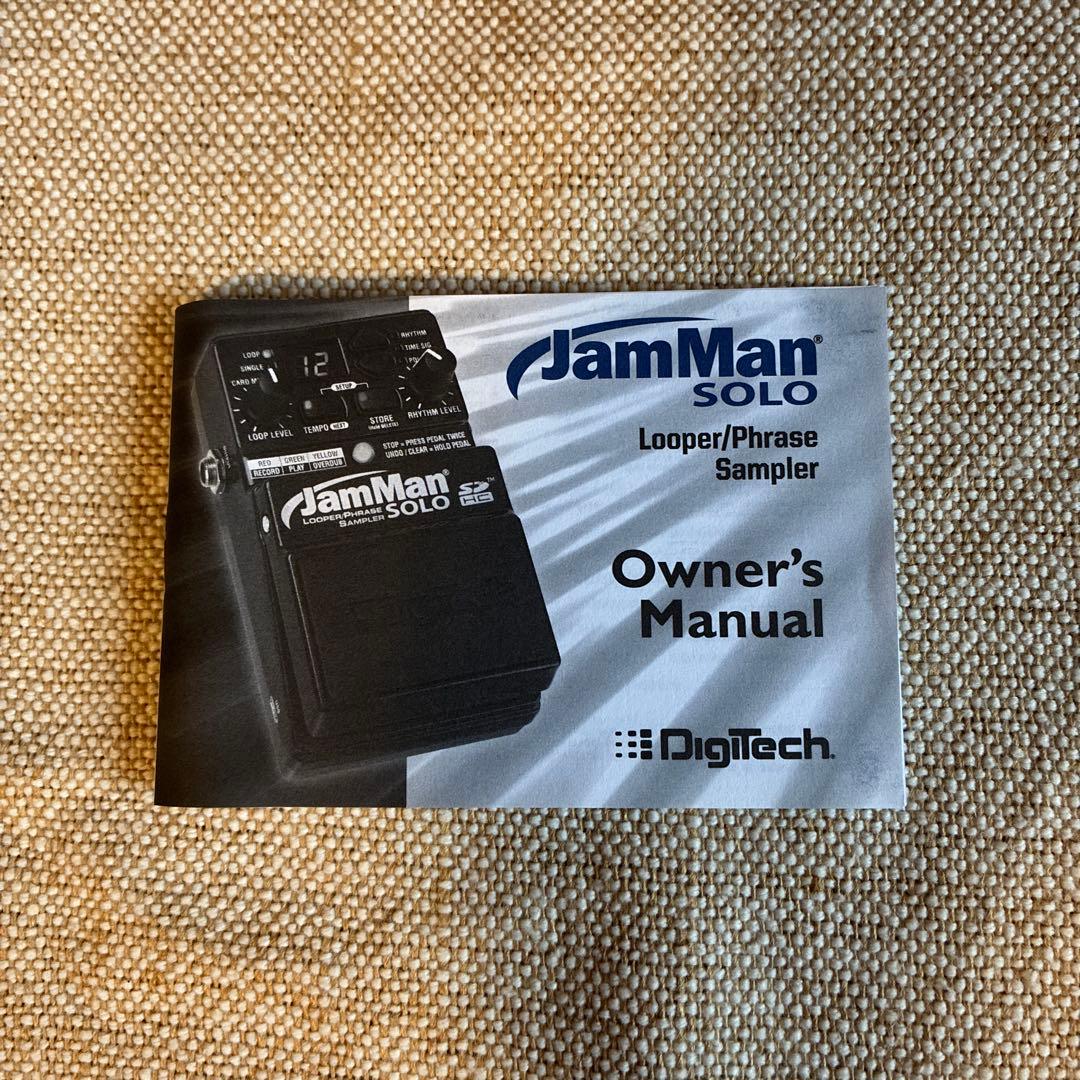 LOOP
SINGLE
12
RHYTHM
TIME SIG
SETUP
LOOP LEVEL
TEMPO NEXT
STORE
RHYTHM LEVEL
RED GREEN YELLOW
RECORD PLAY OVERDUB
STOP = PRESS PEDAL TWICE
UNDO / CLEAR = HOLD PEDAL
JamMan®
SOLO
LOOPER/PHRASE
SAMPLER
SD™
HC
JamMan®
SOLO
Looper/Phrase
Sampler
Owner's
Manual
DigiTech®